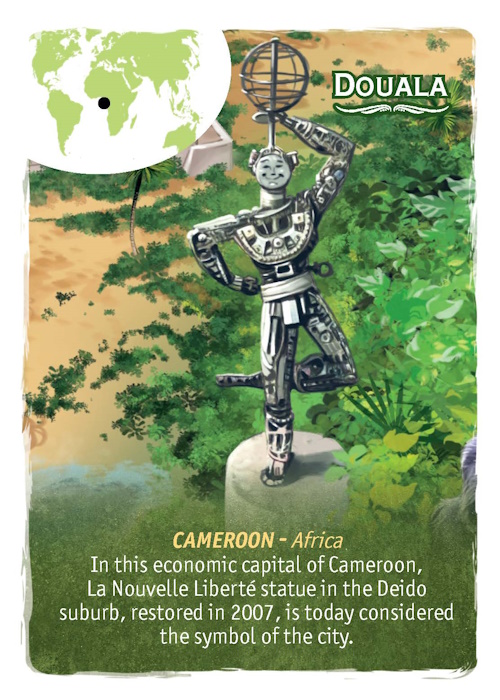 DOUALA
CAMEROON - Africa
In this economic capital of Cameroon,
La Nouvelle Liberté statue in the Deido
suburb, restored in 2007, is today considered
the symbol of the city.